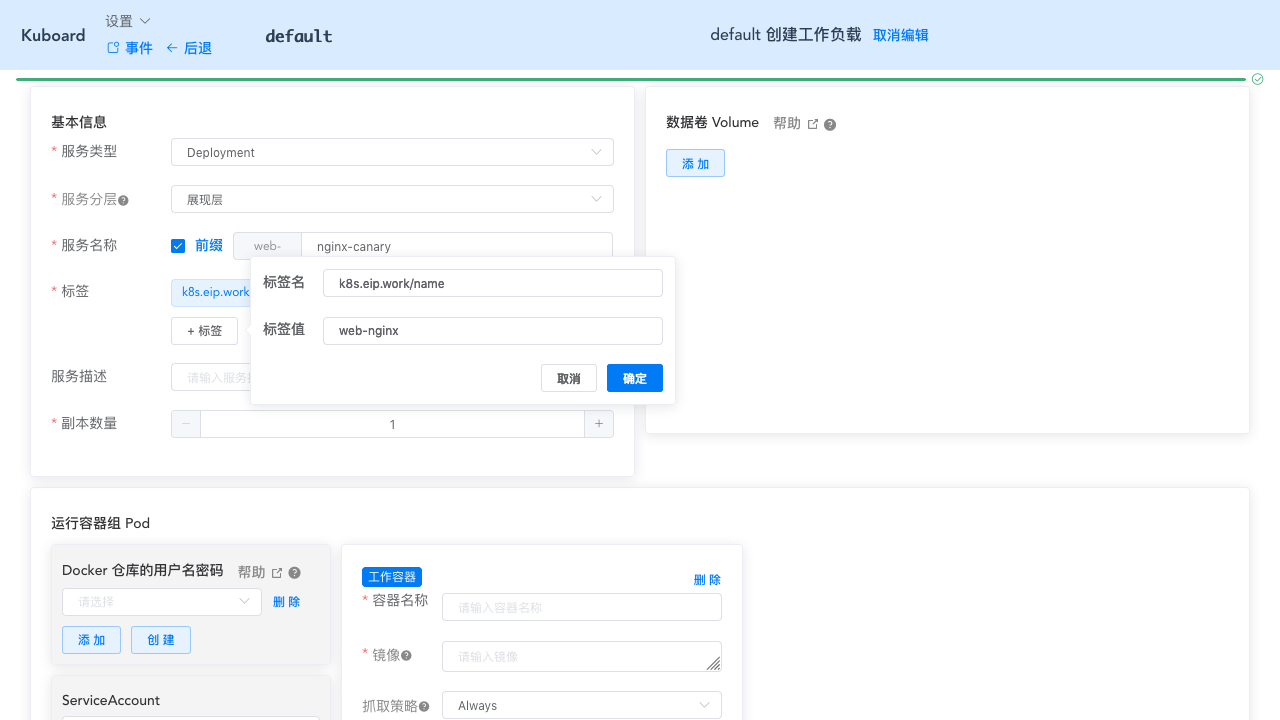 Kuboard
设置
事件 后退
default
default 创建工作负载 取消编辑
基本信息
* 服务类型 Deployment
* 服务分层 展现层
* 服务名称 前缀 web- nginx-canary
* 标签 k8s.eip.work
+ 标签
标签名 k8s.eip.work/name
标签值 web-nginx
取消 确定
服务描述 请输入服务
* 副本数量 − 1 +
数据卷 Volume 帮助
添 加
运行容器组 Pod
Docker 仓库的用户名密码 帮助
请选择 删 除
添 加 创 建
ServiceAccount
工作容器 删 除
* 容器名称 请输入容器名称
* 镜像 请输入镜像
抓取策略 Always